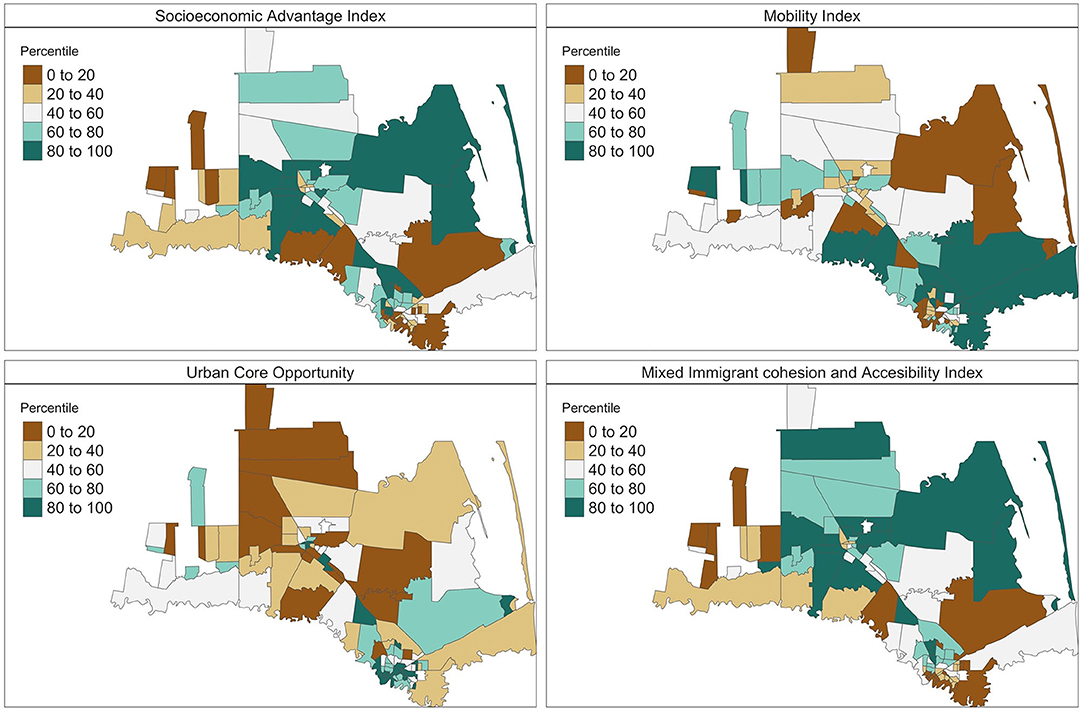 Socioeconomic Advantage Index
Percentile
0 to 20
20 to 40
40 to 60
60 to 80
80 to 100
Mobility Index
Percentile
0 to 20
20 to 40
40 to 60
60 to 80
80 to 100
Urban Core Opportunity
Percentile
0 to 20
20 to 40
40 to 60
60 to 80
80 to 100
Mixed Immigrant cohesion and Accesibility Index
Percentile
0 to 20
20 to 40
40 to 60
60 to 80
80 to 100